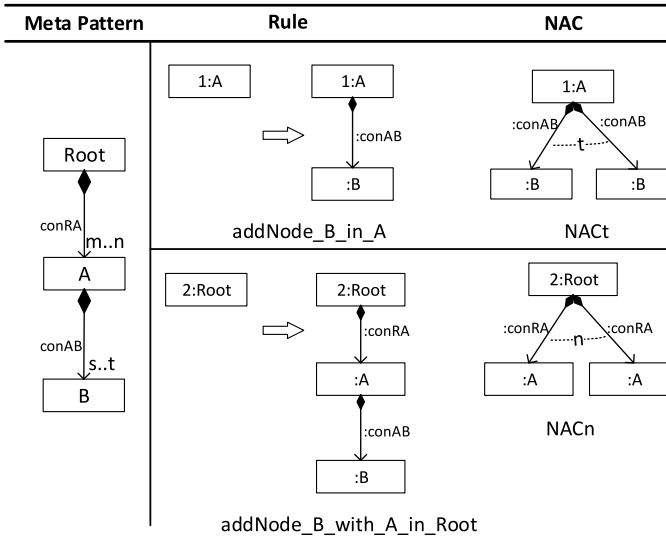 Meta Pattern Rule NAC
1:A 1:A 1:A
:conAB :conAB :conAB
t
:B :B :B
addNode_B_in_A NACt
Root
conRA
m..n
A
conAB
s..t
B
2:Root 2:Root 2:Root
:conRA :conRA :conRA
n
:A :A :A
:conAB
NACn
:B
addNode_B_with_A_in_Root